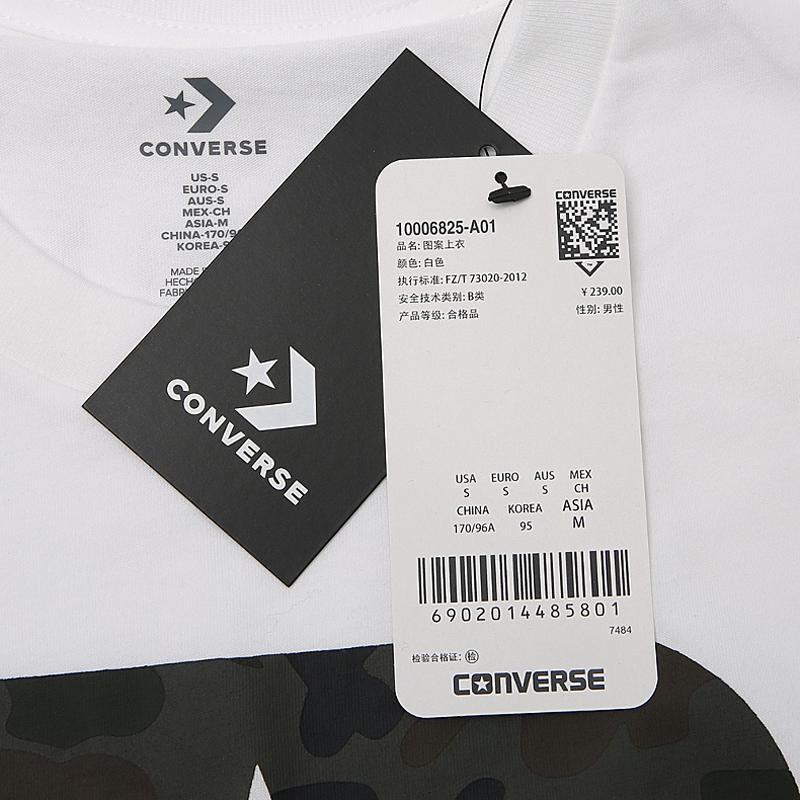 CONVERSE
US-S
EURO-S
AUS-S
MEX-CH
ASIA-M
CHINA-170/9
KOREA-S
MADE
HECH
FABR
CONVERSE
CONVERSE
10006825-A01
品名: 图案上衣
颜色: 白色
执行标准: FZ/T 73020-2012
安全技术类别: B类
产品等级: 合格品
¥ 239.00
性别: 男性
USA EURO AUS MEX
S S S CH
CHINA KOREA ASIA
170/96A 95 M
6902014485801
7484
检验合格证: 检
CONVERSE